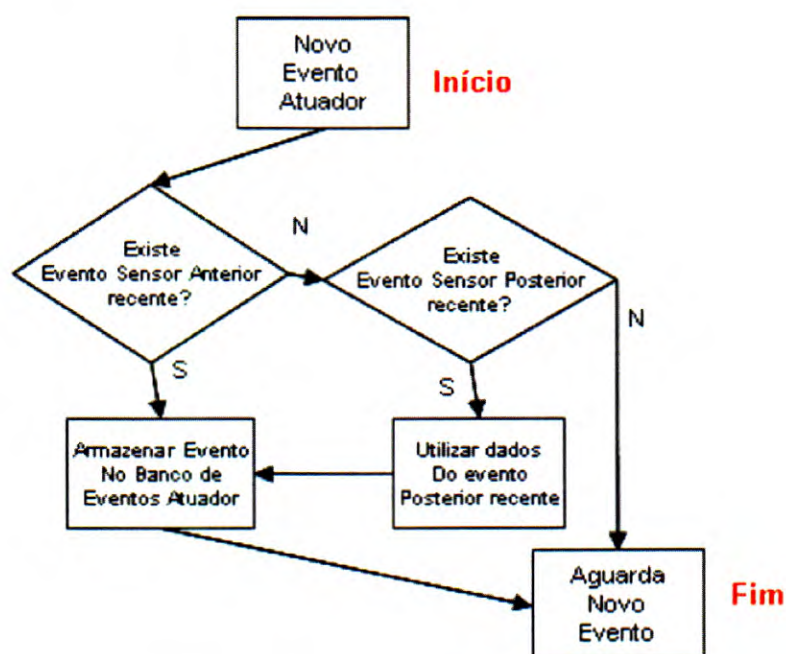 Novo
Evento
Atuador
Início
Existe
Evento Sensor Anterior
recente?
N
Existe
Evento Sensor Posterior
recente?
N
S
S
Armazenar Evento
No Banco de
Eventos Atuador
Utilizar dados
Do evento
Posterior recente
Aguarda
Novo
Evento
Fim